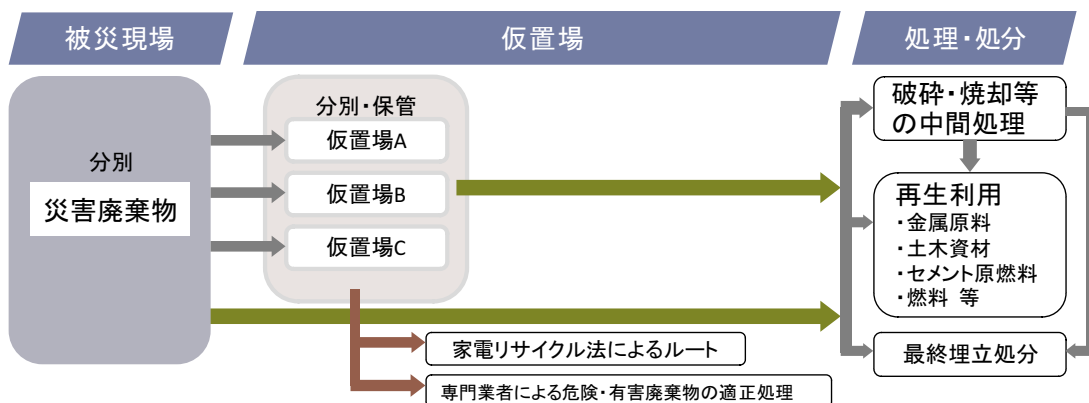 被災現場
仮置場
処理・処分
分別
災害廃棄物
分別・保管
仮置場A
仮置場B
仮置場C
家電リサイクル法によるルート
専門業者による危険・有害廃棄物の適正処理
破砕・焼却等
の中間処理
再生利用
・金属原料
・土木資材
・セメント原燃料
・燃料 等
最終埋立処分